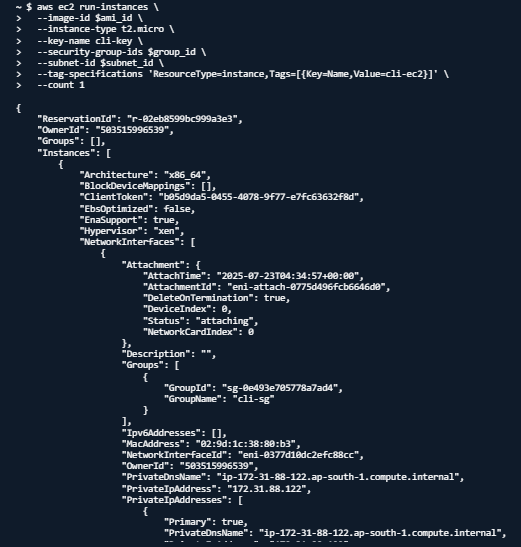 ~ $ aws ec2 run-instances \
>   --image-id $ami_id \
>   --instance-type t2.micro \
>   --key-name cli-key \
>   --security-group-ids $group_id \
>   --subnet-id $subnet_id \
>   --tag-specifications 'ResourceType=instance,Tags=[{Key=Name,Value=cli-ec2}]' \
>   --count 1
{
    "ReservationId": "r-02eb8599bc999a3e3",
    "OwnerId": "503515996539",
    "Groups": [],
    "Instances": [
        {
            "Architecture": "x86_64",
            "BlockDeviceMappings": [],
            "ClientToken": "b05d9da5-0455-4078-9f77-e7fc63632f8d",
            "EbsOptimized": false,
            "EnaSupport": true,
            "Hypervisor": "xen",
            "NetworkInterfaces": [
                {
                    "Attachment": {
                        "AttachTime": "2025-07-23T04:34:57+00:00",
                        "AttachmentId": "eni-attach-0775d496fcb6646d0",
                        "DeleteOnTermination": true,
                        "DeviceIndex": 0,
                        "Status": "attaching",
                        "NetworkCardIndex": 0
                    },
                    "Description": "",
                    "Groups": [
                        {
                            "GroupId": "sg-0e493e705778a7ad4",
                            "GroupName": "cli-sg"
                        }
                    ],
                    "Ipv6Addresses": [],
                    "MacAddress": "02:9d:1c:38:80:b3",
                    "NetworkInterfaceId": "eni-0377d10dc2efc88cc",
                    "OwnerId": "503515996539",
                    "PrivateDnsName": "ip-172-31-88-122.ap-south-1.compute.internal",
                    "PrivateIpAddress": "172.31.88.122",
                    "PrivateIpAddresses": [
                        {
                            "Primary": true,
                            "PrivateDnsName": "ip-172-31-88-122.ap-south-1.compute.internal",